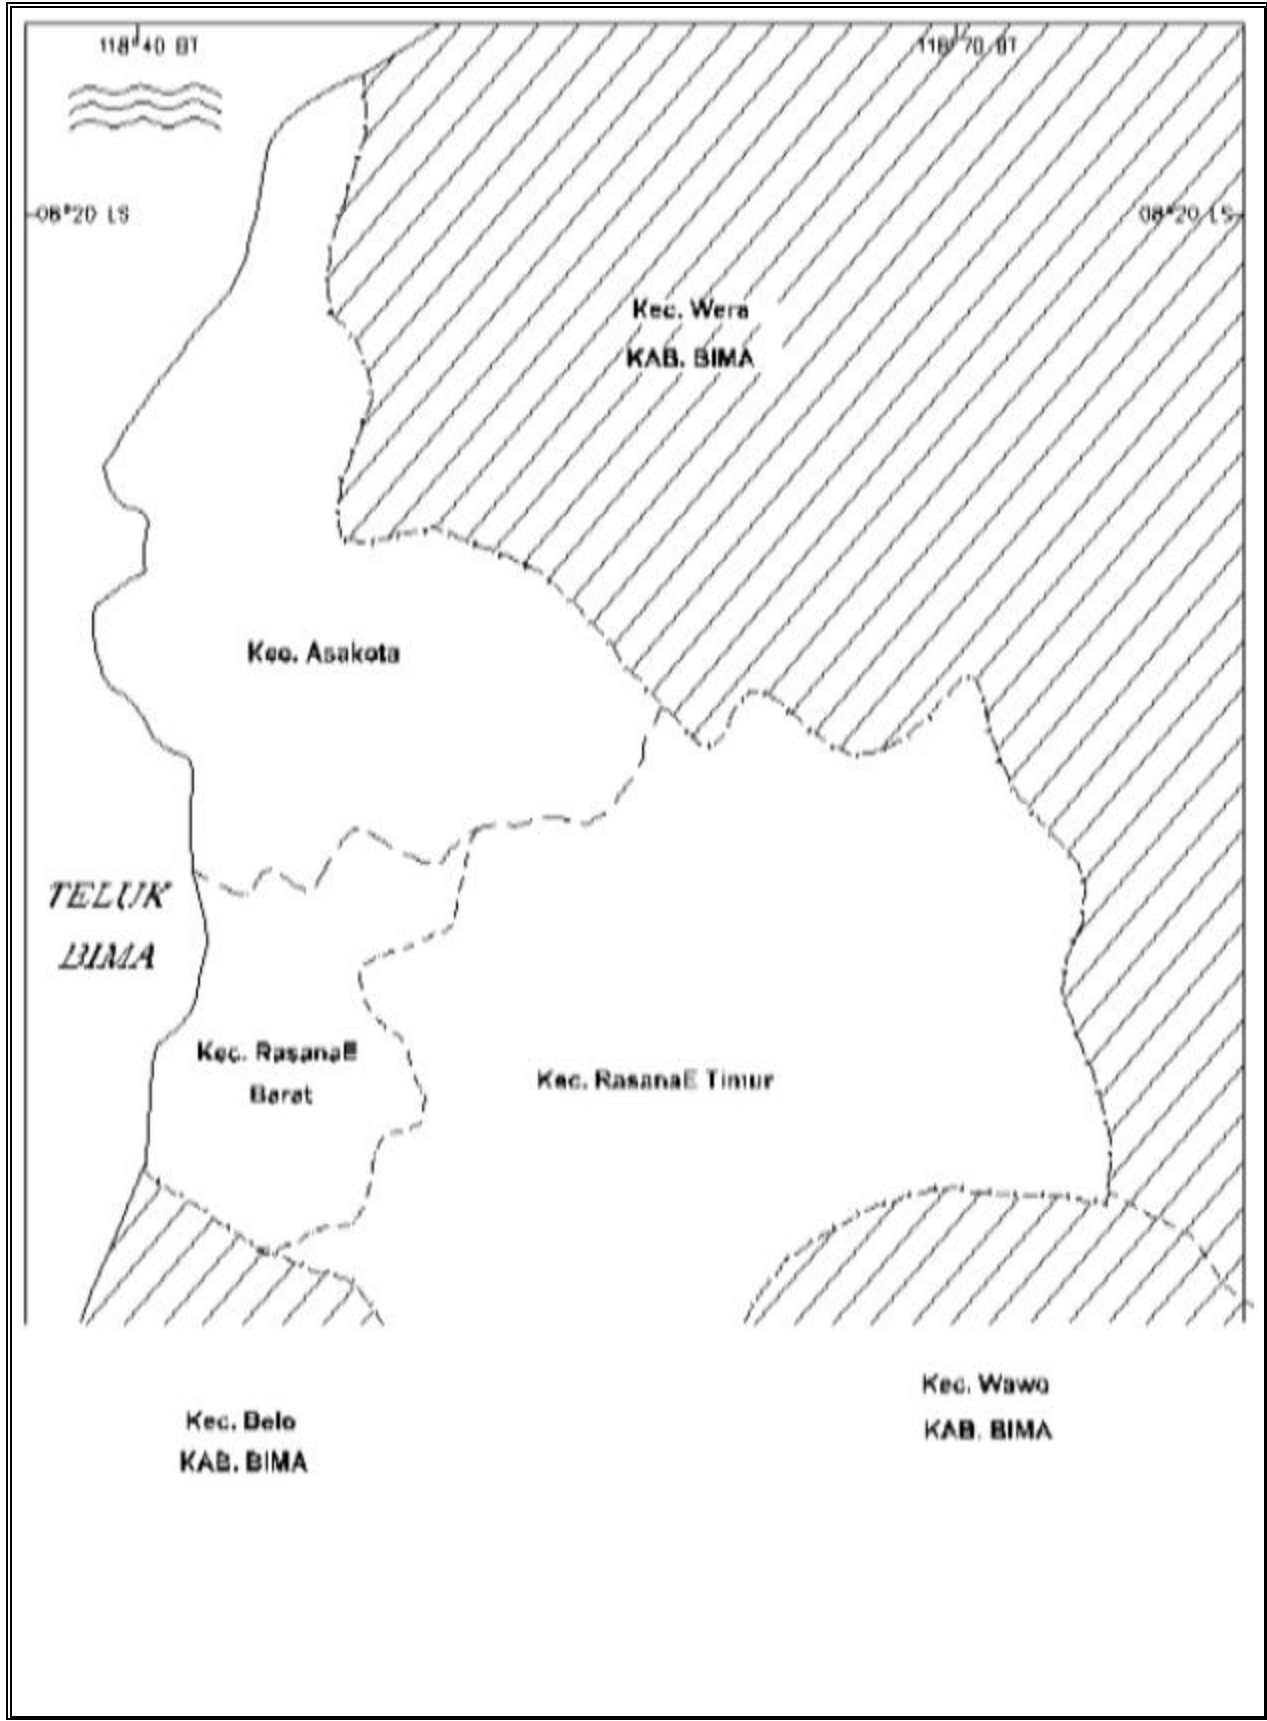 118°40 BT
118°70 BT
08°20 LS
08°20 LS
Kec. Wera
KAB. BIMA
Kec. Asakota
TELUK
BIMA
Kec. RasanaE
Barat
Kec. RasanaE Timur
Kec. Wawo
KAB. BIMA
Kec. Belo
KAB. BIMA